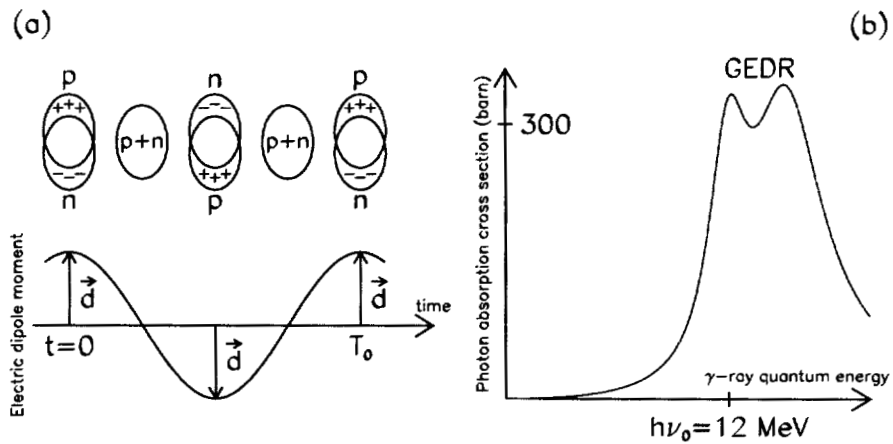 (a)
p n p
+++ --- +++
p+n p+n
--- +++ ---
n p n
Electric dipole moment
d⃗ d⃗ d⃗
time
t=0
T₀
(b)
GEDR
Photon absorption cross section (barn)
300
γ-ray quantum energy
hν₀=12 MeV